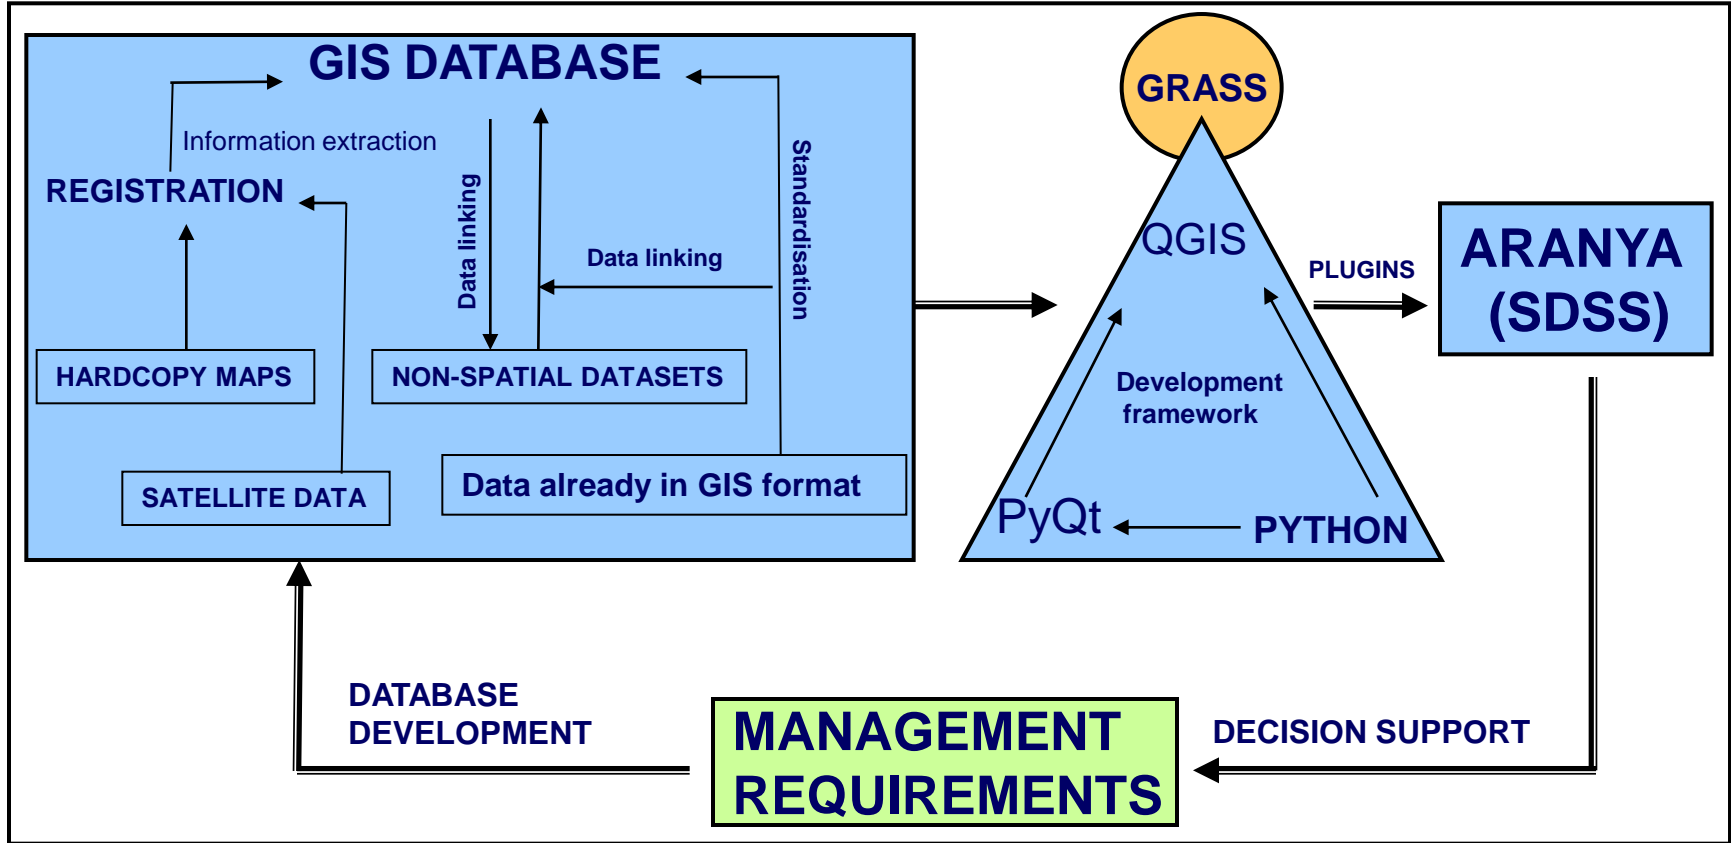 GIS DATABASE
Information extraction
REGISTRATION
Data linking
Data linking
Standardisation
HARDCOPY MAPS
NON-SPATIAL DATASETS
SATELLITE DATA
Data already in GIS format
GRASS
QGIS
Development
framework
PyQt
PYTHON
PLUGINS
ARANYA
(SDSS)
DATABASE
DEVELOPMENT
MANAGEMENT
REQUIREMENTS
DECISION SUPPORT